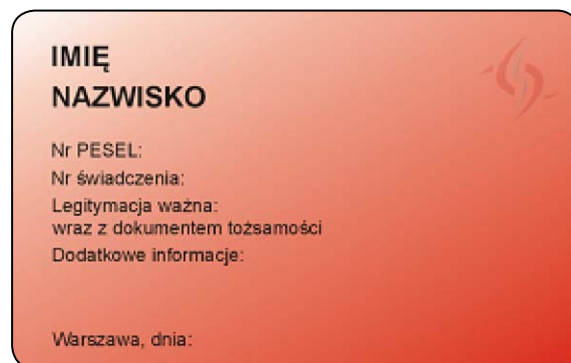 IMIĘ
NAZWISKO
Nr PESEL:
Nr świadczenia:
Legitymacja ważna:
wraz z dokumentem tożsamości
Dodatkowe informacje:
Warszawa, dnia: